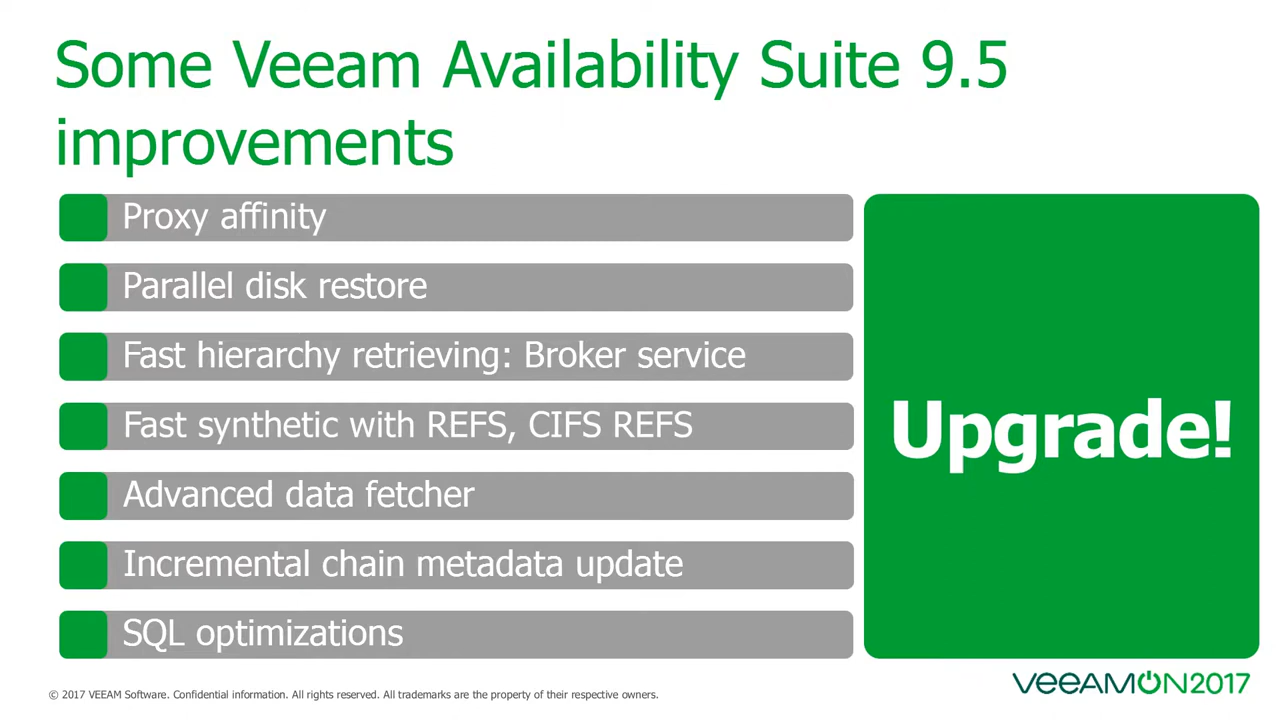 Some Veeam Availability Suite 9.5
improvements
Proxy affinity
Parallel disk restore
Fast hierarchy retrieving: Broker service
Fast synthetic with REFS, CIFS REFS
Advanced data fetcher
Incremental chain metadata update
SQL optimizations
Upgrade!
© 2017 VEEAM Software. Confidential information. All rights reserved. All trademarks are the property of their respective owners.
VEEAMON2017